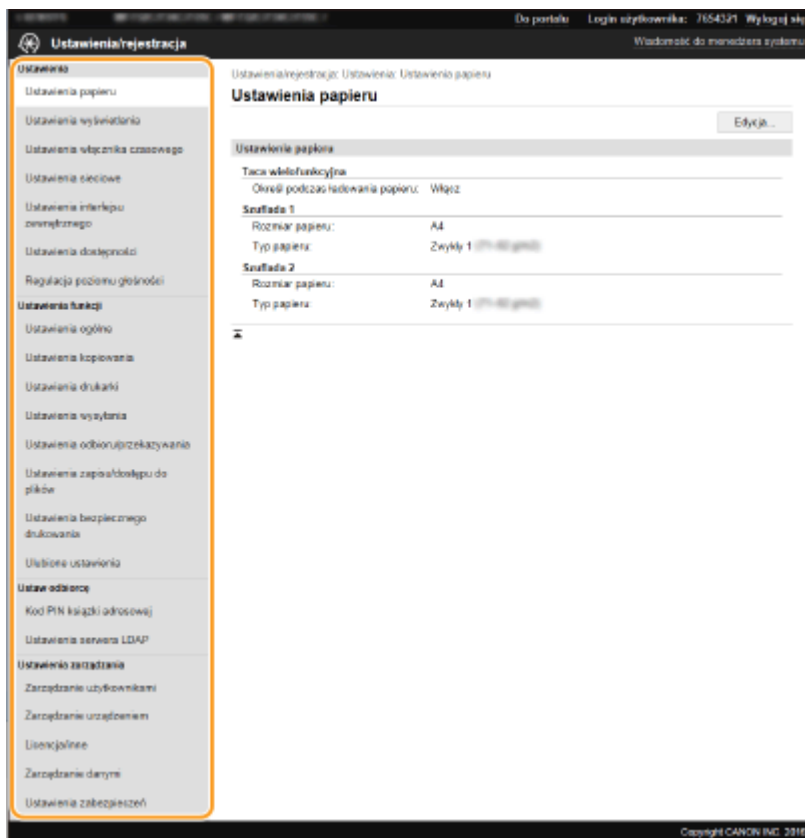 Do portalu Login użytkownika: 7654321 Wyloguj się
Ustawienia/rejestracja
Wiadomość do menedżera systemu
Ustawienia
Ustawienia papieru
Ustawienia wyświetlania
Ustawienia włącznika czasowego
Ustawienia sieciowe
Ustawienia interfejsu
zewnętrznego
Ustawienia dostępności
Regulacja poziomu głośności
Ustawienia funkcji
Ustawienia ogólne
Ustawienia kopiowania
Ustawienia drukarki
Ustawienia wysyłania
Ustawienia odbioru/przekazywania
Ustawienia zapisu/dostępu do
plików
Ustawienia bezpiecznego
drukowania
Ulubione ustawienia
Ustaw odbiorcę
Kod PIN książki adresowej
Ustawienia serwera LDAP
Ustawienia zarządzania
Zarządzanie użytkownikami
Zarządzanie urządzeniem
Licencja/inne
Zarządzanie danymi
Ustawienia zabezpieczeń
Ustawienia/rejestracja: Ustawienia: Ustawienia papieru
Ustawienia papieru
Edycja...
Ustawienia papieru
Taca wielofunkcyjna
Określ podczas ładowania papieru: Włącz
Szuflada 1
Rozmiar papieru: A4
Typ papieru: Zwykły 1
Szuflada 2
Rozmiar papieru: A4
Typ papieru: Zwykły 1
Copyright CANON INC. 2016